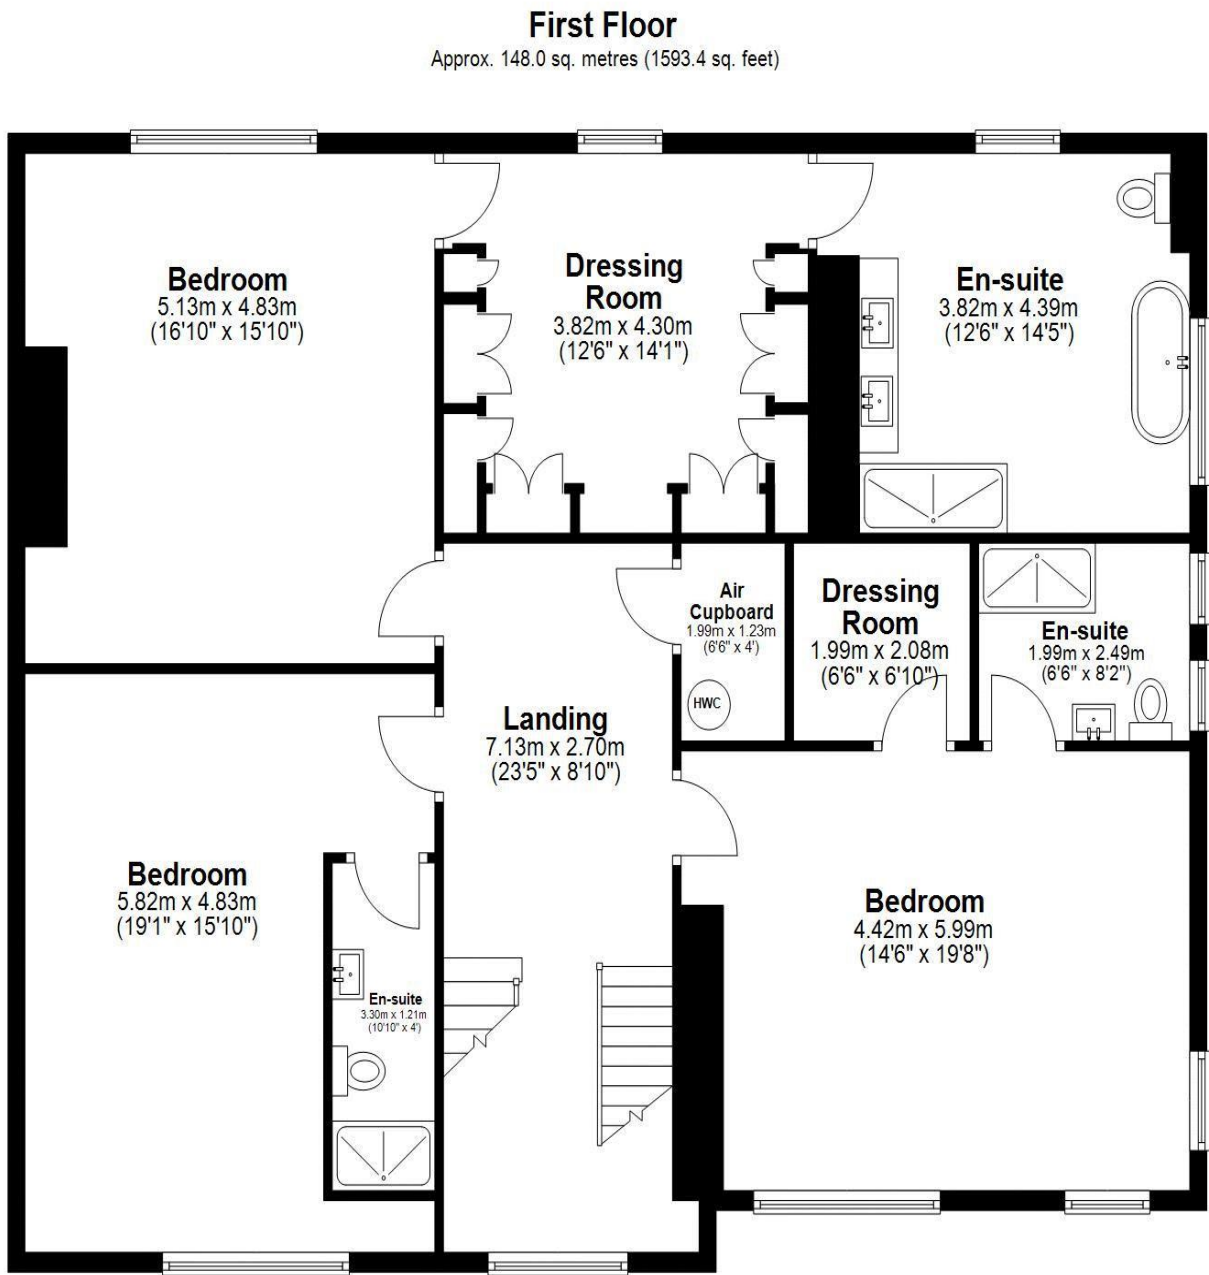 First Floor
Approx. 148.0 sq. metres (1593.4 sq. feet)
Bedroom
5.13m x 4.83m
(16'10" x 15'10")
Dressing
Room
3.82m x 4.30m
(12'6" x 14'1")
En-suite
3.82m x 4.39m
(12'6" x 14'5")
Air
Cupboard
1.99m x 1.23m
(6'6" x 4')
HWC
Dressing
Room
1.99m x 2.08m
(6'6" x 6'10")
En-suite
1.99m x 2.49m
(6'6" x 8'2")
Landing
7.13m x 2.70m
(23'5" x 8'10")
Bedroom
5.82m x 4.83m
(19'1" x 15'10")
En-suite
3.30m x 1.21m
(10'10" x 4')
Bedroom
4.42m x 5.99m
(14'6" x 19'8")